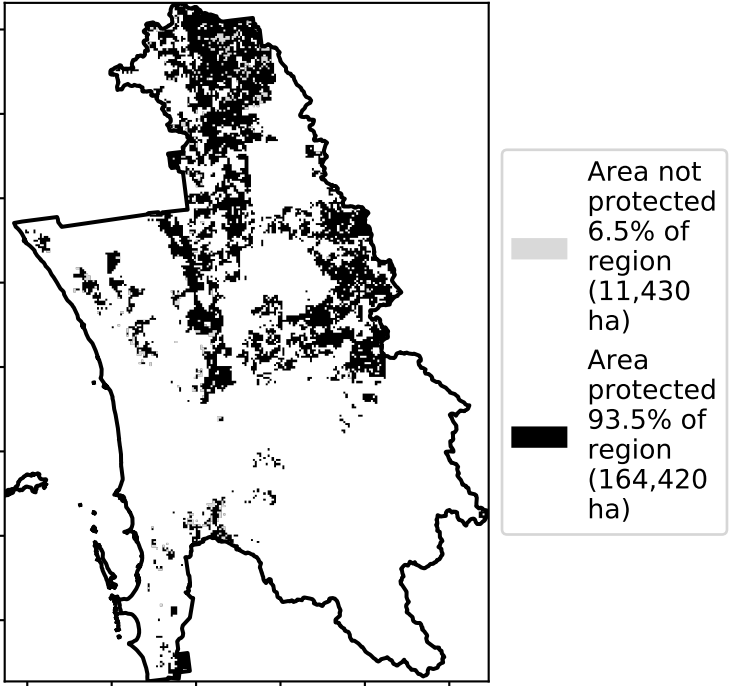 Area not
protected
6.5% of
region
(11,430
ha)
Area
protected
93.5% of
region
(164,420
ha)